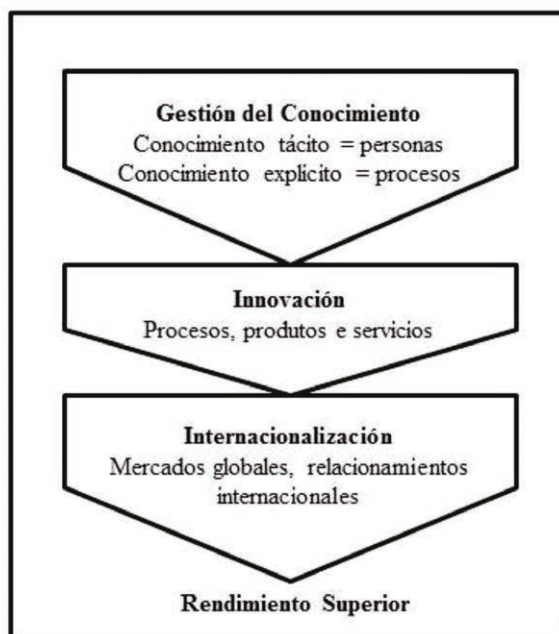 Gestión del Conocimiento
Conocimiento tácito = personas
Conocimiento explícito = procesos
Innovación
Procesos, produtos e servicios
Internacionalización
Mercados globales, relacionamientos
internacionales
Rendimiento Superior